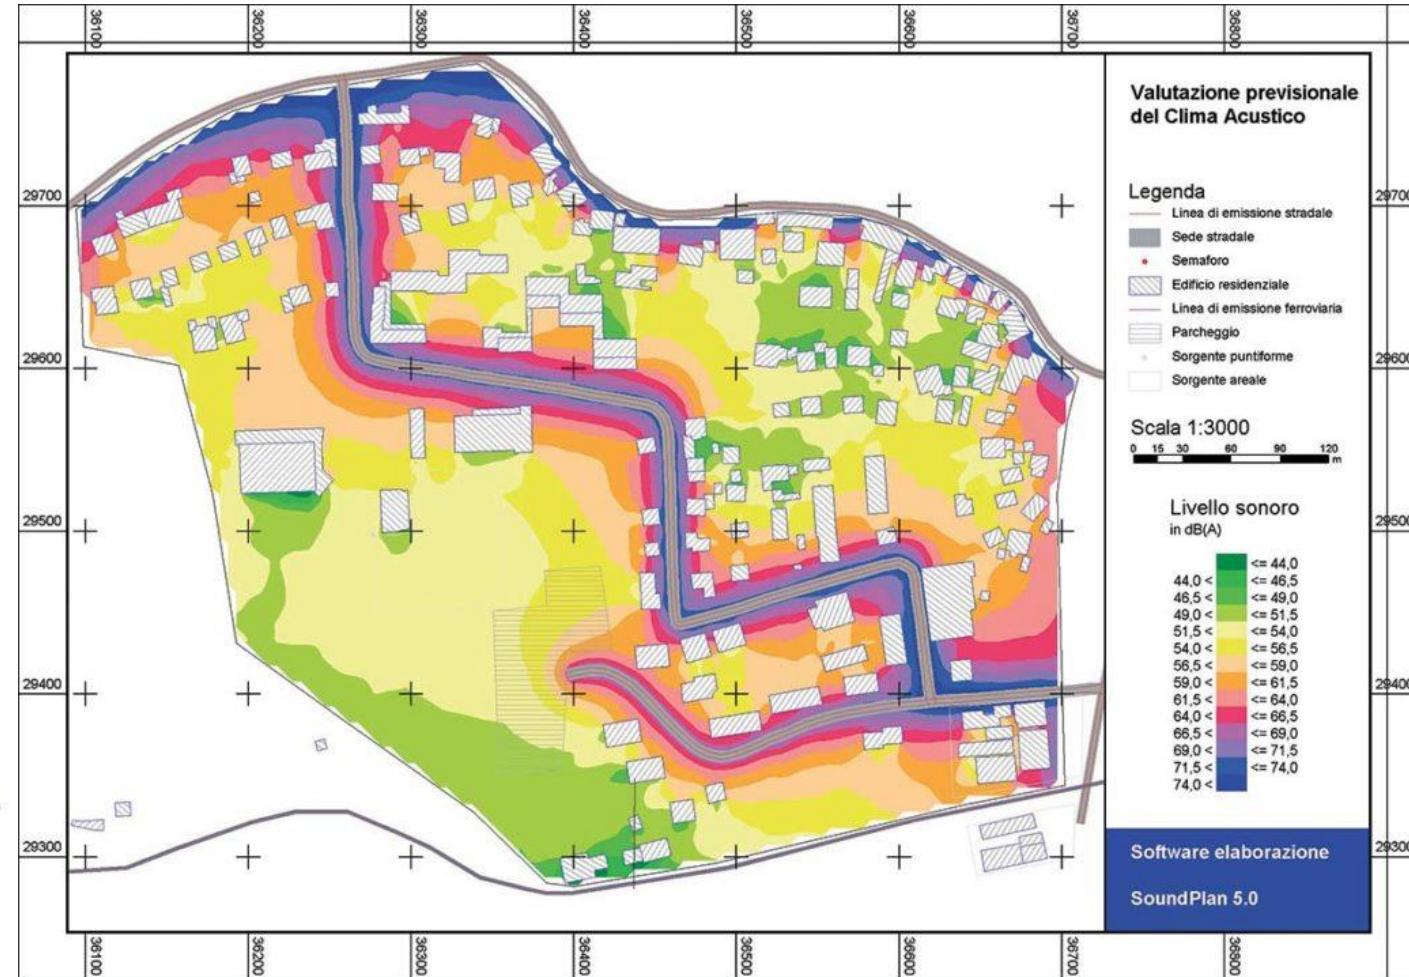 36100 36200 36300 36400 36500 36600 36700 36800
Valutazione previsionale
del Clima Acustico
29700 29700
Legenda
Linea di emissione stradale
Sede stradale
Semaforo
Edificio residenziale
Linea di emissione ferroviaria
Parcheggio
Sorgente puntiforme
Sorgente areale
29600 29600
Scala 1:3000
0 15 30 60 90 120
m
29500 29500
Livello sonoro
in dB(A)
<= 44,0
44,0 < <= 46,5
46,5 < <= 49,0
49,0 < <= 51,5
51,5 < <= 54,0
54,0 < <= 56,5
56,5 < <= 59,0
59,0 < <= 61,5
61,5 < <= 64,0
64,0 < <= 66,5
66,5 < <= 69,0
69,0 < <= 71,5
71,5 < <= 74,0
74,0 <
29400 29400
29300 29300
Software elaborazione
SoundPlan 5.0
36100 36200 36300 36400 36500 36600 36700 36800